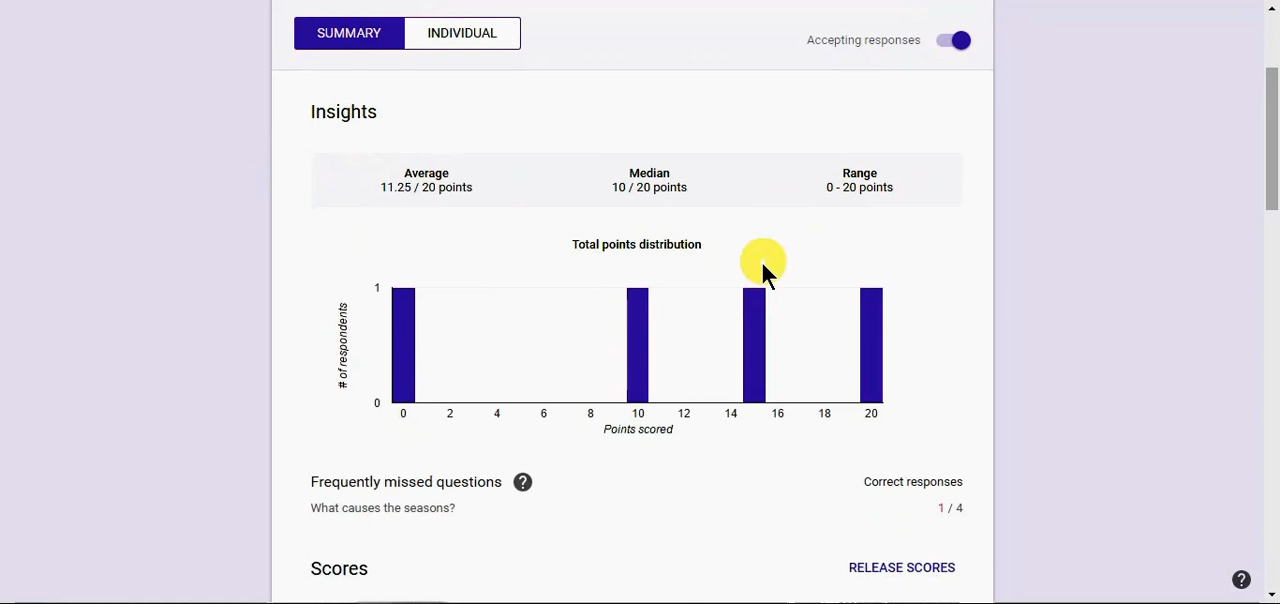 SUMMARY INDIVIDUAL
Accepting responses
Insights
Average Median Range
11.25 / 20 points 10 / 20 points 0 - 20 points
Total points distribution
1
# of respondents
0
0 2 4 6 8 10 12 14 16 18 20
Points scored
Frequently missed questions ? Correct responses
What causes the seasons? 1 / 4
Scores RELEASE SCORES
?